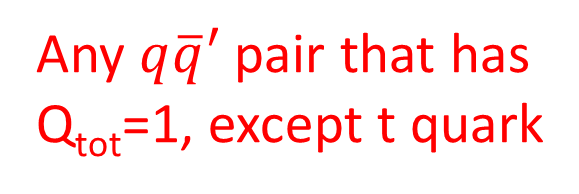 Any qq̄′ pair that has
Qtot=1, except t quark